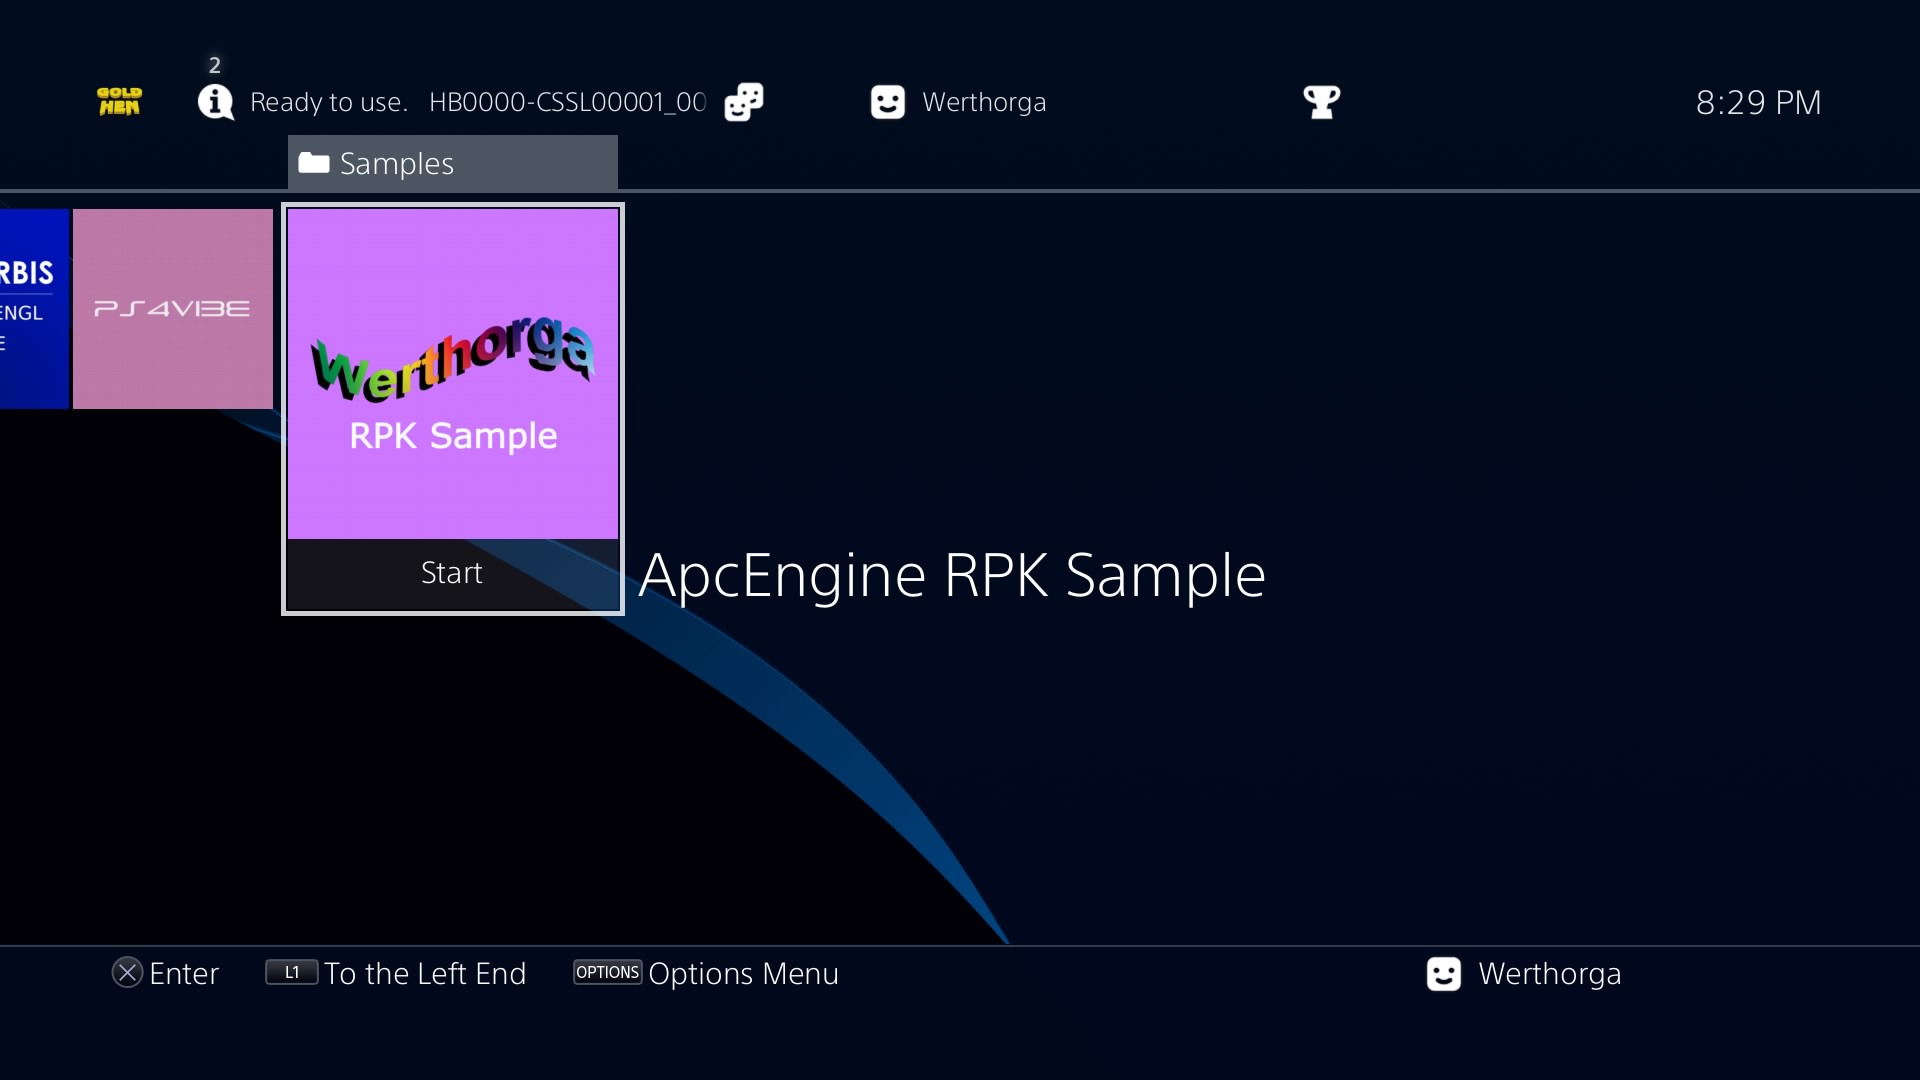 GOLD
HEN
2
Ready to use. HB0000-CSSL00001_00
Werthorga
8:29 PM
Samples
RBIS
ENGL
E
PS4VIBE
Werthorga
RPK Sample
Start
ApcEngine RPK Sample
Enter
L1 To the Left End
OPTIONS Options Menu
Werthorga